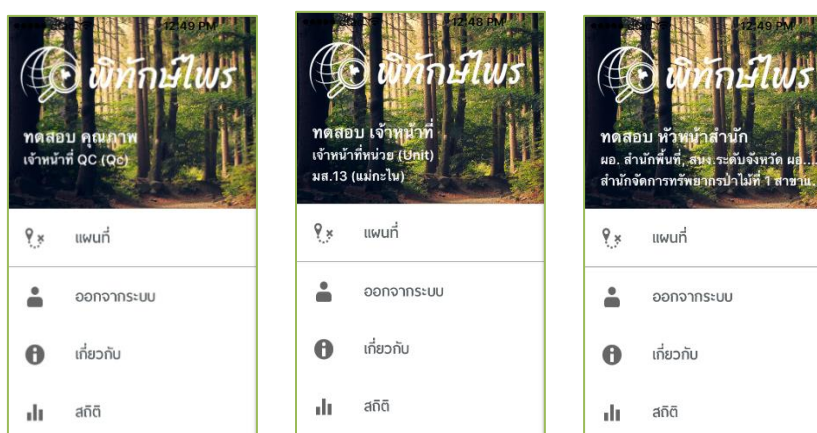 12:49 PM
พิทักษ์ไพร
ทดสอบ คุณภาพ
เจ้าหน้าที่ QC (Qc)
แผนที่
ออกจากระบบ
เกี่ยวกับ
สถิติ
12:48 PM
พิทักษ์ไพร
ทดสอบ เจ้าหน้าที่
เจ้าหน้าที่หน่วย (Unit)
มส.13 (แม่กะไน)
แผนที่
ออกจากระบบ
เกี่ยวกับ
สถิติ
12:49 PM
พิทักษ์ไพร
ทดสอบ หัวหน้าสำนัก
ผอ. สำนักพื้นที่, สนง.ระดับจังหวัด ผอ....
สำนักจัดการทรัพยากรป่าไม้ที่ 1 สาขาแ.
แผนที่
ออกจากระบบ
เกี่ยวกับ
สถิติ